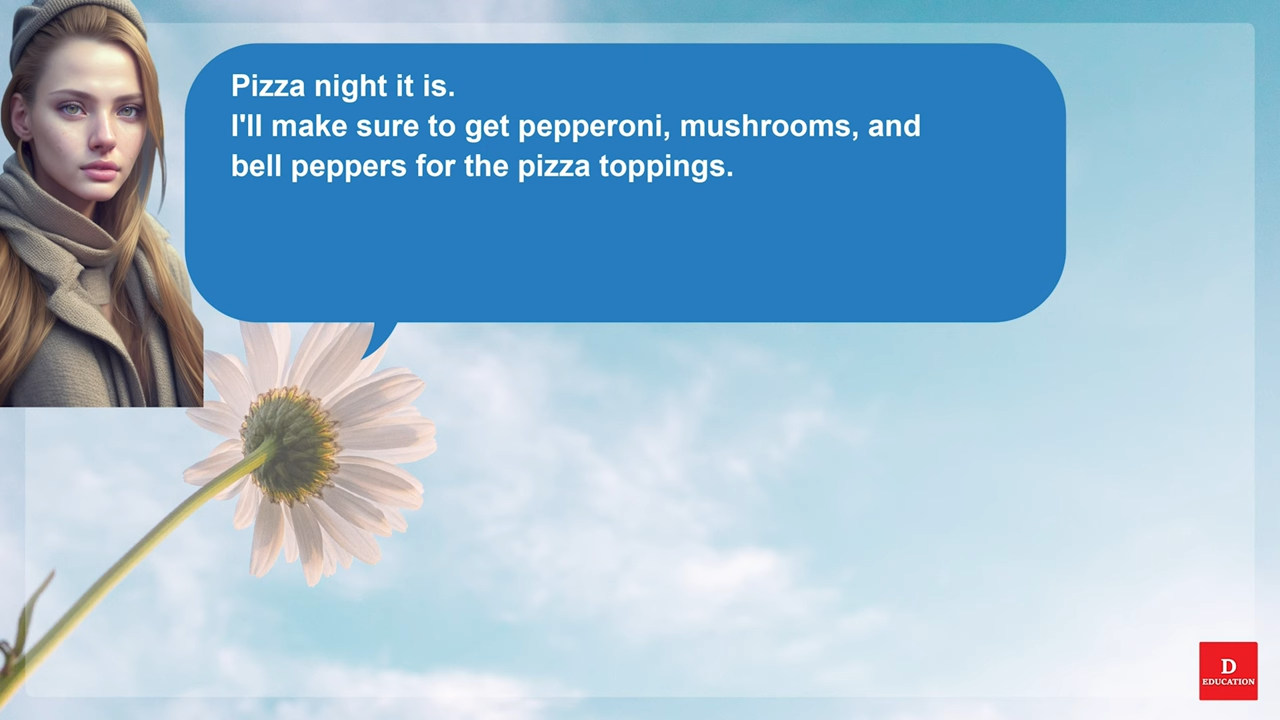 Pizza night it is.
I'll make sure to get pepperoni, mushrooms, and
bell peppers for the pizza toppings.
D
EDUCATION